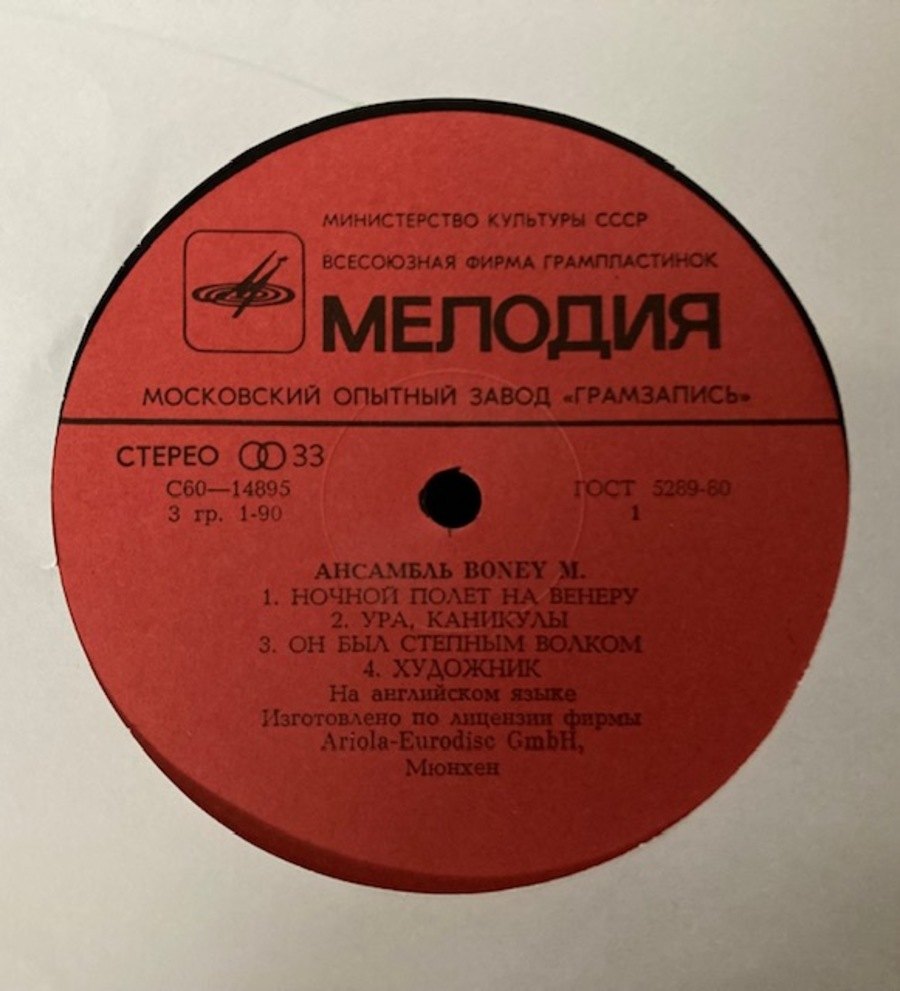 МИНИСТЕРСТВО КУЛЬТУРЫ СССР
ВСЕСОЮЗНАЯ ФИРМА ГРАМПЛАСТИНОК
МЕЛОДИЯ
МОСКОВСКИЙ ОПЫТНЫЙ ЗАВОД «ГРАМЗАПИСЬ»
СТЕРЕО 33
С60—14895
3 гр. 1-90
ГОСТ 5289-80
1
АНСАМБЛЬ BONEY M.
1. НОЧНОЙ ПОЛЕТ НА ВЕНЕРУ
2. УРА, КАНИКУЛЫ
3. ОН БЫЛ СТЕПНЫМ ВОЛКОМ
4. ХУДОЖНИК
На английском языке
Изготовлено по лицензии фирмы
Ariola-Eurodisc GmbH,
Мюнхен